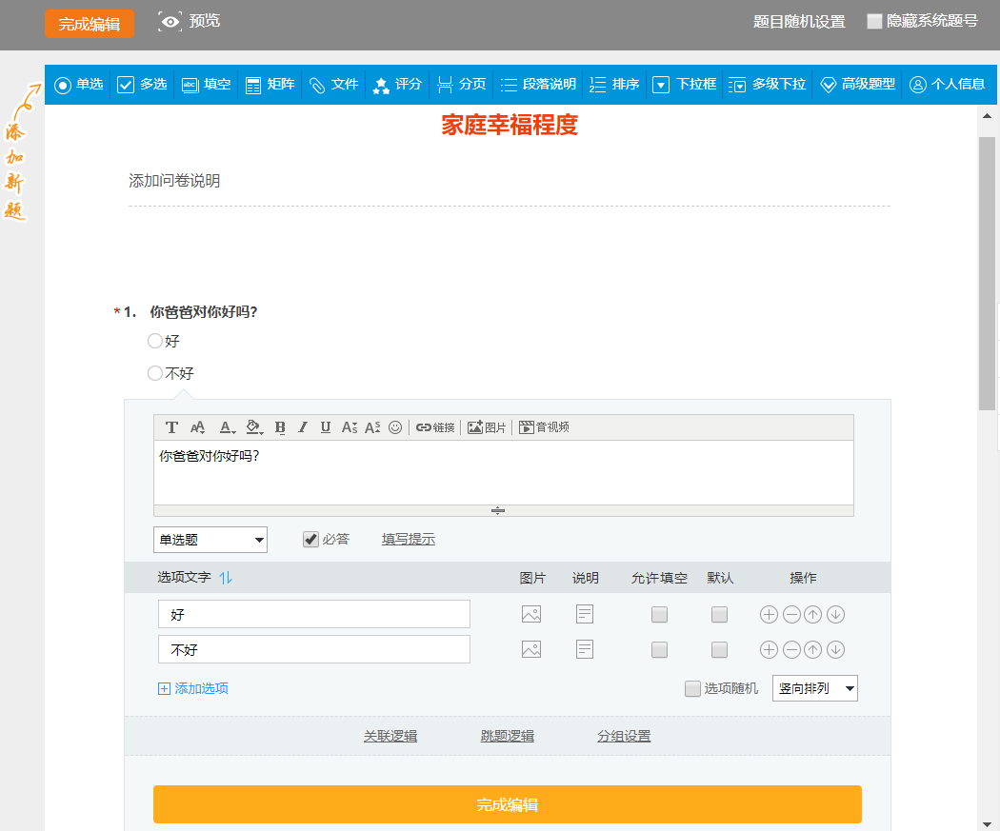 完成编辑 预览 题目随机设置 隐藏系统题号
单选 多选 abc 填空 矩阵 文件 评分 分页 段落说明 排序 下拉框 多级下拉 高级题型 个人信息
添加新题
家庭幸福程度
添加问卷说明
*1. 你爸爸对你好吗?
好
不好
T A A A B I U A S A S 链接 图片 音视频
你爸爸对你好吗?
单选题 必答 填写提示
选项文字 图片 说明 允许填空 默认 操作
好
不好
添加选项 选项随机 竖向排列
关联逻辑 跳题逻辑 分组设置
完成编辑